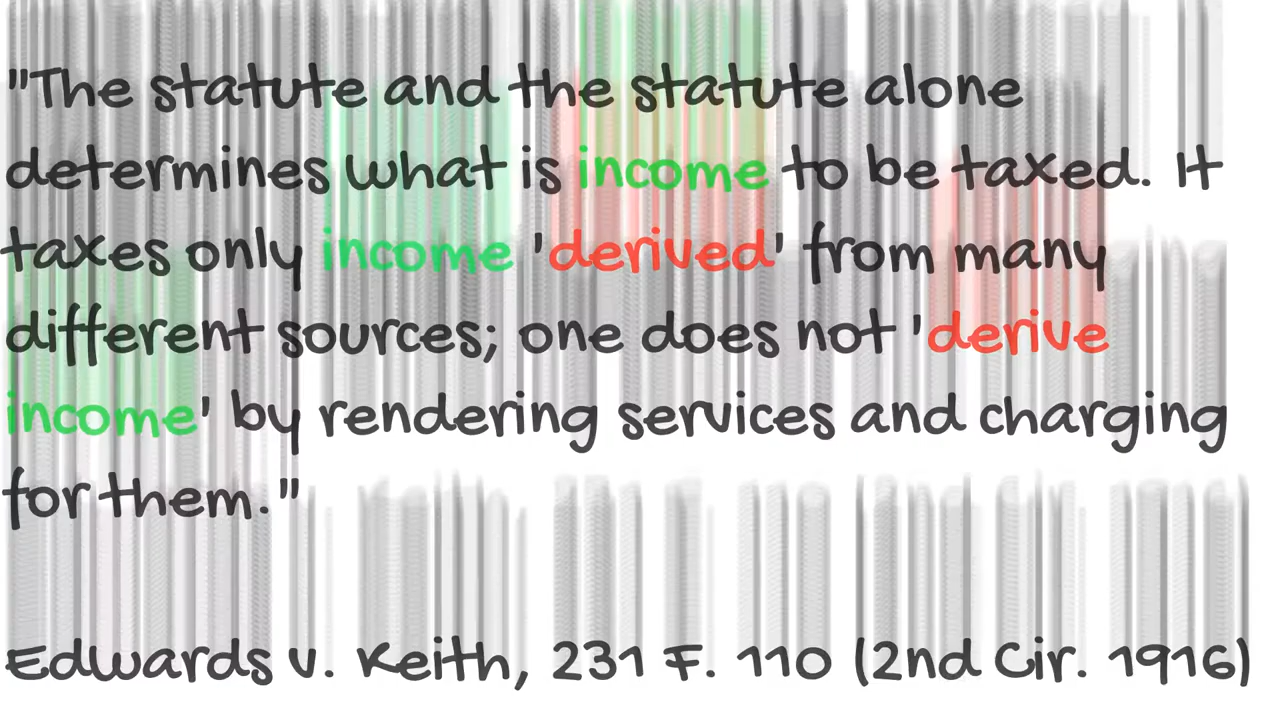 "The statute and the statute alone
determines what is income to be taxed. It
taxes only income 'derived' from many
different sources; one does not 'derive
income' by rendering services and charging
for them."
Edwards v. Keith, 231 F. 110 (2nd Cir. 1916)